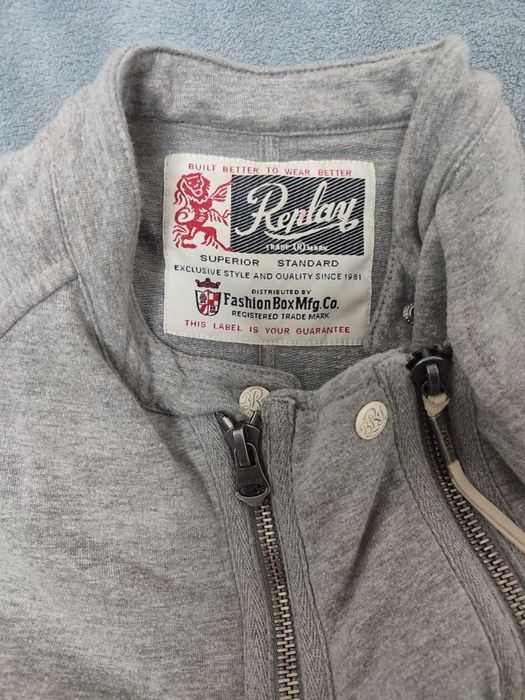 BUILT BETTER TO WEAR BETTER
Replay
TRADE (R) MARK
SUPERIOR STANDARD
EXCLUSIVE STYLE AND QUALITY SINCE 1981
DISTRIBUTED BY
FashionBoxMfg.Co.
REGISTERED TRADE MARK
THIS LABEL IS YOUR GUARANTEE